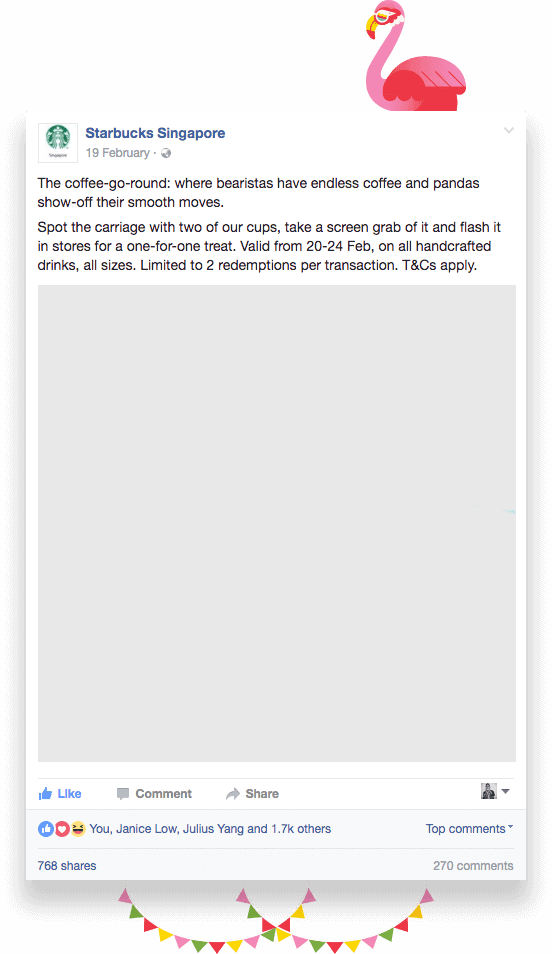 Starbucks Singapore
19 February ·
The coffee-go-round: where bearistas have endless coffee and pandas
show-off their smooth moves.
Spot the carriage with two of our cups, take a screen grab of it and flash it
in stores for a one-for-one treat. Valid from 20-24 Feb, on all handcrafted
drinks, all sizes. Limited to 2 redemptions per transaction. T&Cs apply.
Like Comment Share
You, Janice Low, Julius Yang and 1.7k others Top comments
768 shares 270 comments